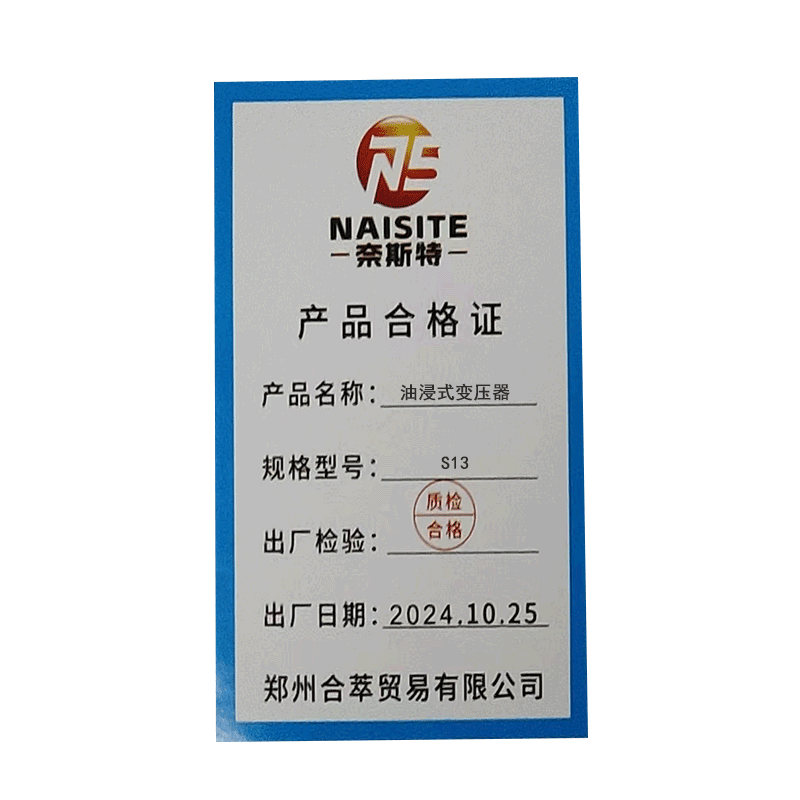 NS
NAISITE
奈斯特
产品合格证
产品名称：油浸式变压器
规格型号：S13
质检
合格
出厂检验：
出厂日期：2024.10.25
郑州合萃贸易有限公司